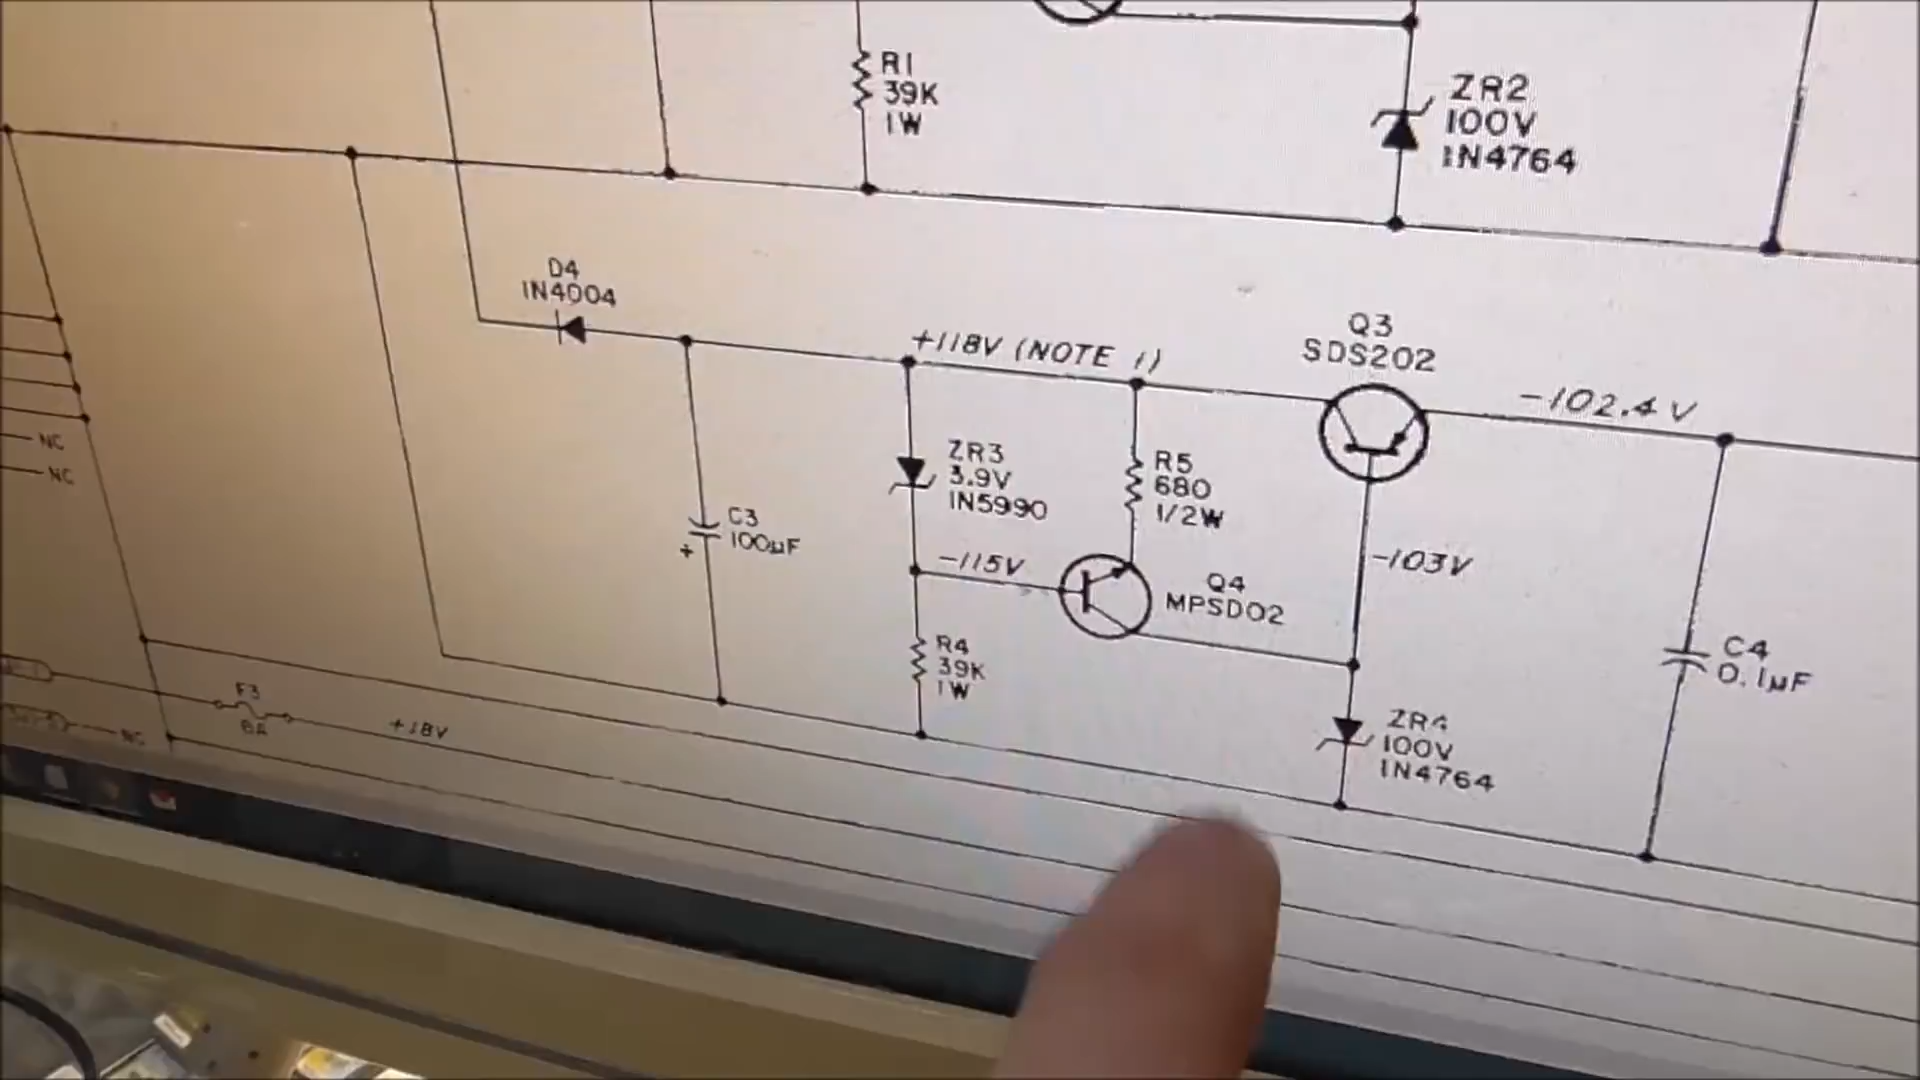 R1
39K
1W
ZR2
100V
1N4764
D4
1N4004
+118V (NOTE 1)
Q3
SDS202
-102.4V
ZR3
3.9V
1N5990
R5
680
1/2W
C3
100µF
+
-115V
Q4
MPSD02
-103V
R4
39K
1W
C4
0.1µF
ZR4
100V
1N4764
NC
NC
F3
8A
+18V
NC